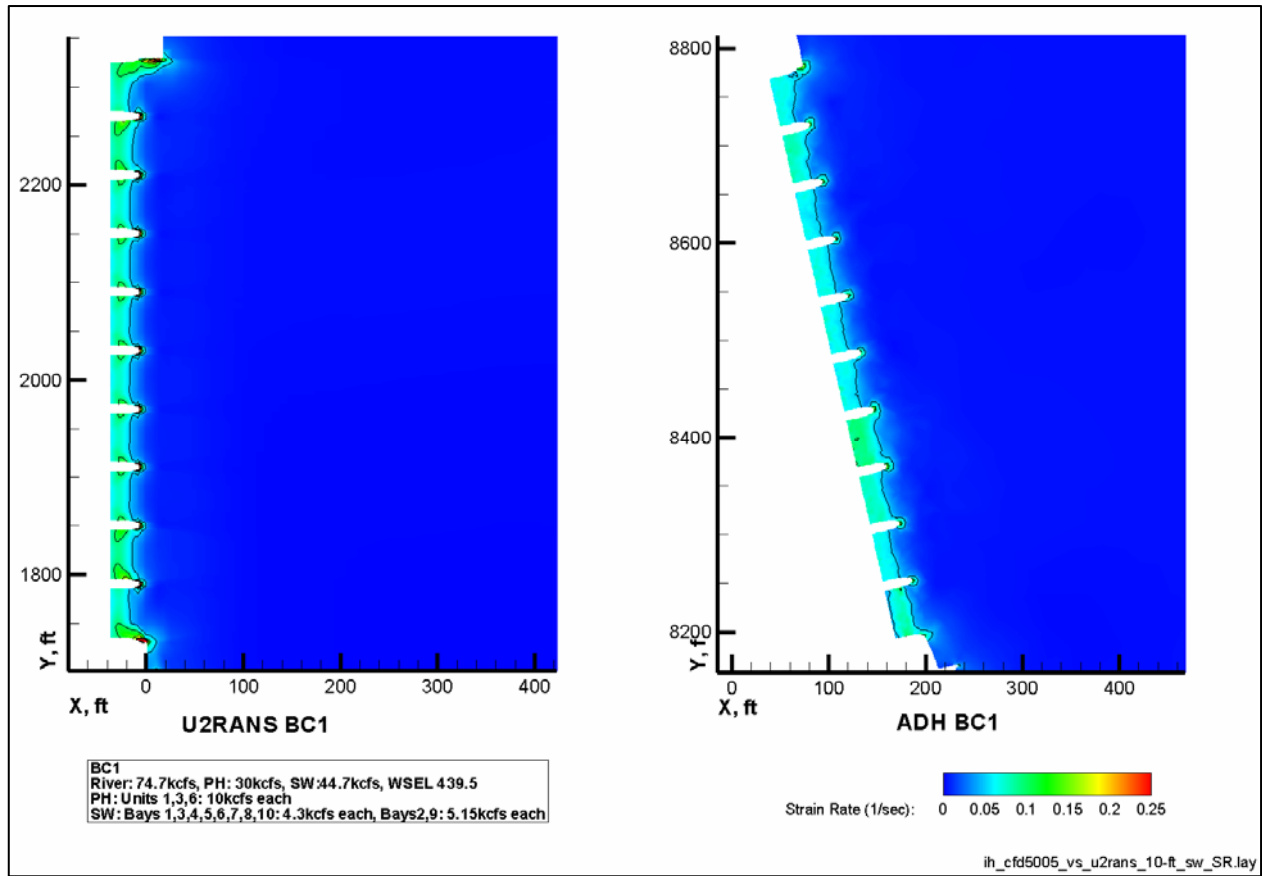 2200
2000
1800
Y, ft
0
100
200
300
400
X, ft
U2RANS BC1
8800
8600
8400
8200
Y, f
0
100
200
300
400
X, ft
ADH BC1
BC1
River: 74.7kcfs, PH: 30kcfs, SW:44.7kcfs, WSEL 439.5
PH: Units 1,3,6: 10kcfs each
SW: Bays 1,3,4,5,6,7,8,10: 4.3kcfs each, Bays2,9: 5.15kcfs each
Strain Rate (1/sec):
0 0.05 0.1 0.15 0.2 0.25
ih_cfd5005_vs_u2rans_10-ft_sw_SR.lay